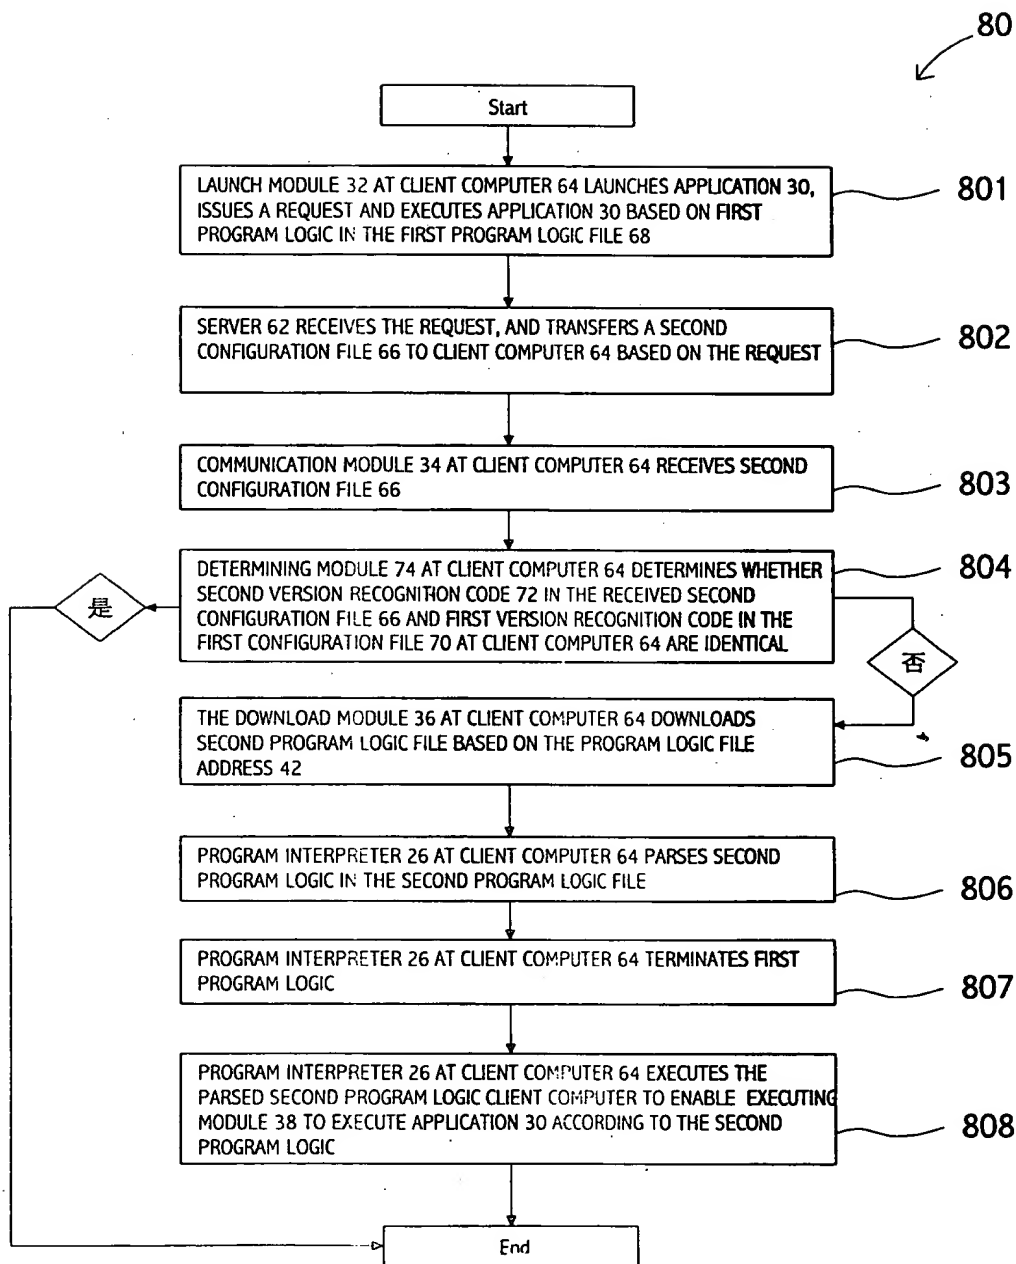 80
Start
LAUNCH MODULE 32 AT CLIENT COMPUTER 64 LAUNCHES APPLICATION 30,
ISSUES A REQUEST AND EXECUTES APPLICATION 30 BASED ON FIRST
PROGRAM LOGIC IN THE FIRST PROGRAM LOGIC FILE 68
801
SERVER 62 RECEIVES THE REQUEST, AND TRANSFERS A SECOND
CONFIGURATION FILE 66 TO CLIENT COMPUTER 64 BASED ON THE REQUEST
802
COMMUNICATION MODULE 34 AT CLIENT COMPUTER 64 RECEIVES SECOND
CONFIGURATION FILE 66
803
DETERMINING MODULE 74 AT CLIENT COMPUTER 64 DETERMINES WHETHER
SECOND VERSION RECOGNITION CODE 72 IN THE RECEIVED SECOND
CONFIGURATION FILE 66 AND FIRST VERSION RECOGNITION CODE IN THE
FIRST CONFIGURATION FILE 70 AT CLIENT COMPUTER 64 ARE IDENTICAL
804
是
否
THE DOWNLOAD MODULE 36 AT CLIENT COMPUTER 64 DOWNLOADS
SECOND PROGRAM LOGIC FILE BASED ON THE PROGRAM LOGIC FILE
ADDRESS 42
805
PROGRAM INTERPRETER 26 AT CLIENT COMPUTER 64 PARSES SECOND
PROGRAM LOGIC IN THE SECOND PROGRAM LOGIC FILE
806
PROGRAM INTERPRETER 26 AT CLIENT COMPUTER 64 TERMINATES FIRST
PROGRAM LOGIC
807
PROGRAM INTERPRETER 26 AT CLIENT COMPUTER 64 EXECUTES THE
PARSED SECOND PROGRAM LOGIC CLIENT COMPUTER TO ENABLE EXECUTING
MODULE 38 TO EXECUTE APPLICATION 30 ACCORDING TO THE SECOND
PROGRAM LOGIC
808
End